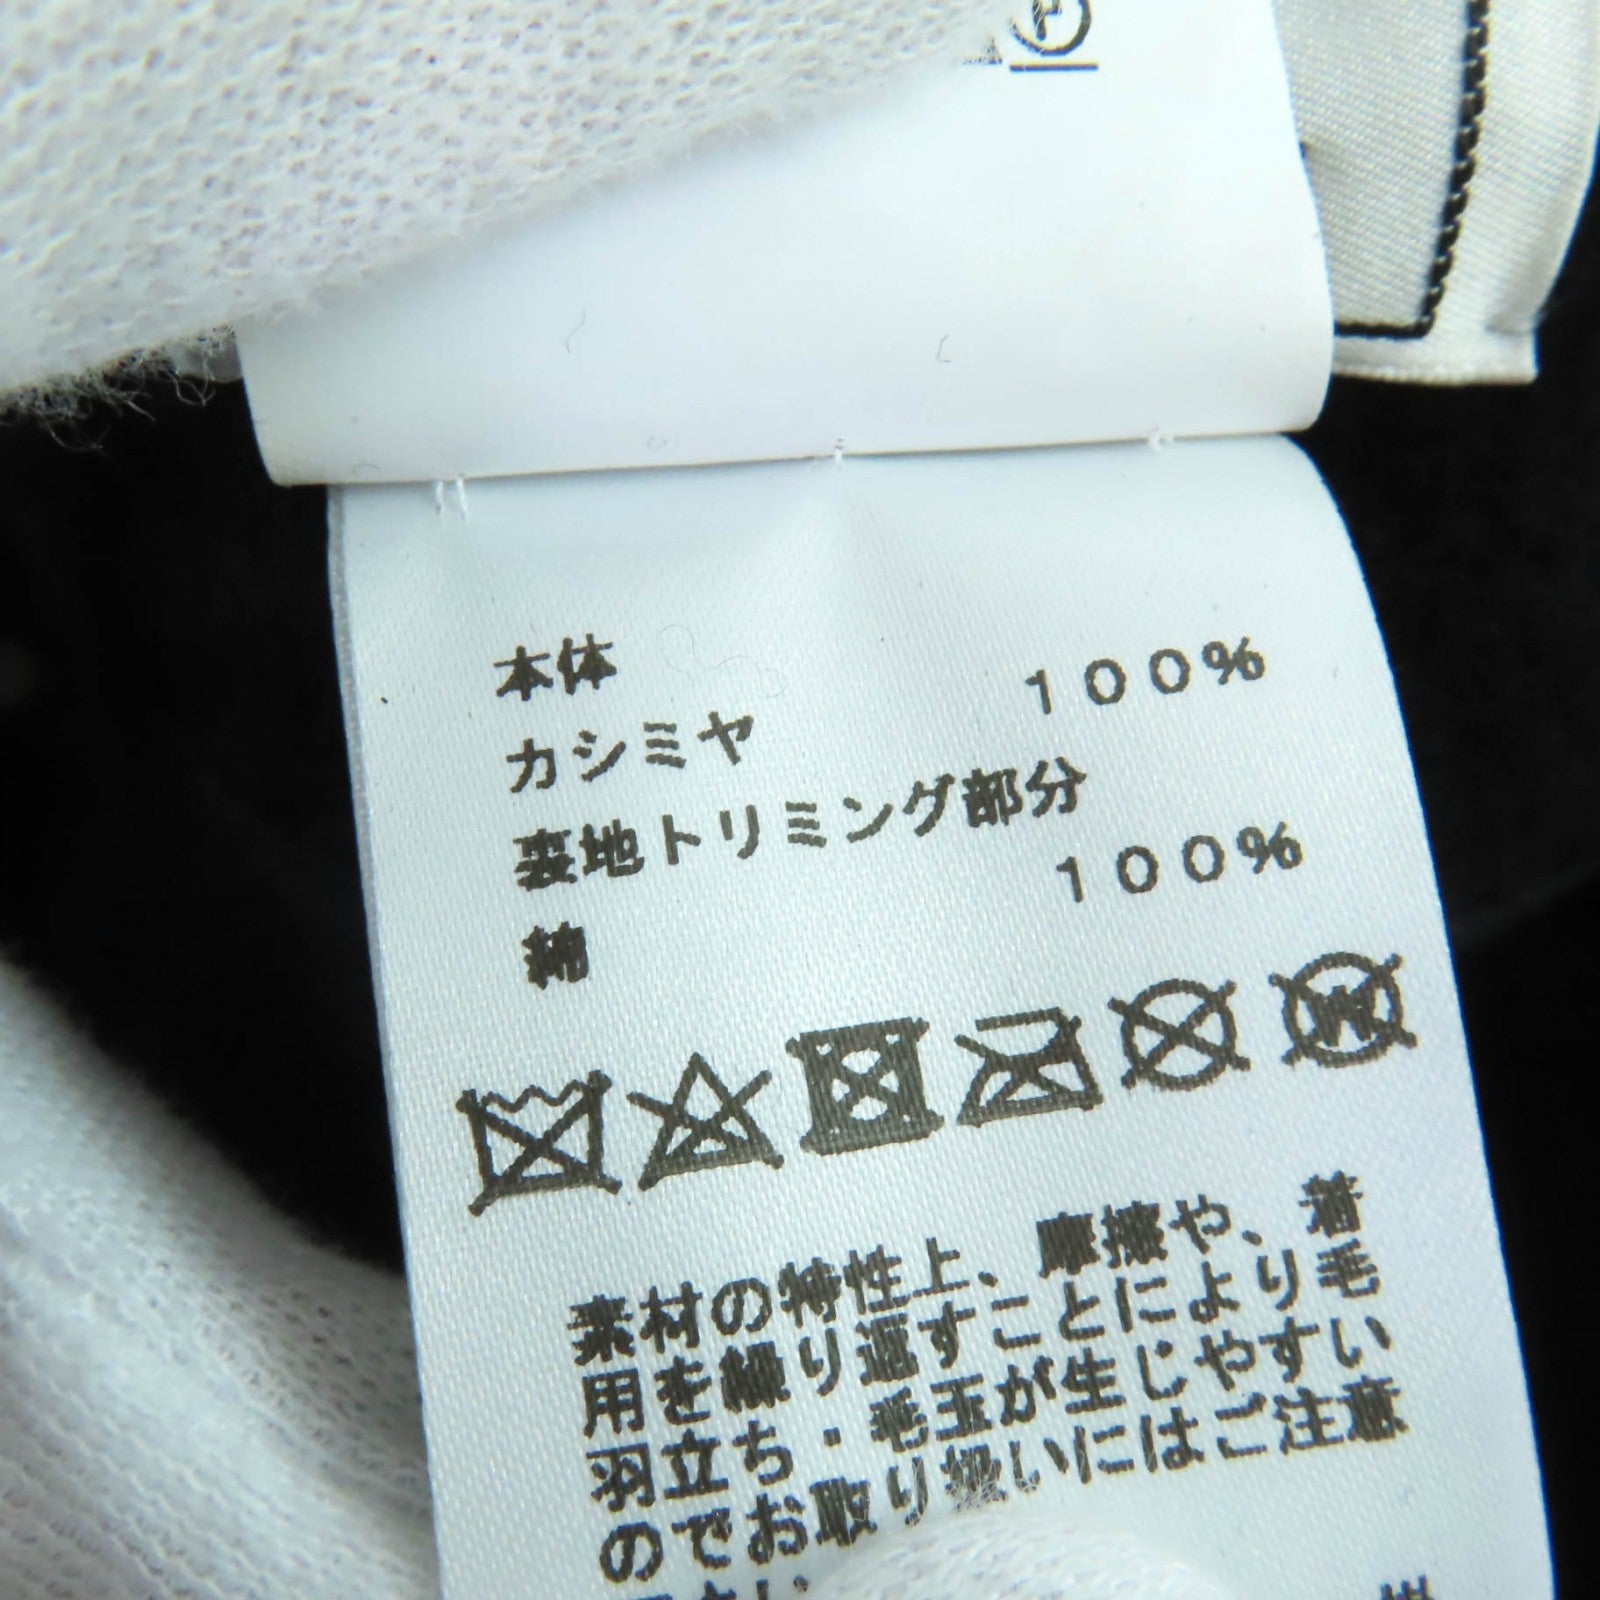 本体
カシミヤ １００％
裏地トリミング部分
綿 １００％
W
素材の特性上、摩擦や、着
用を繰り返すことにより毛
羽立ち・毛玉が生じやすい
のでお取り扱いにはご注意